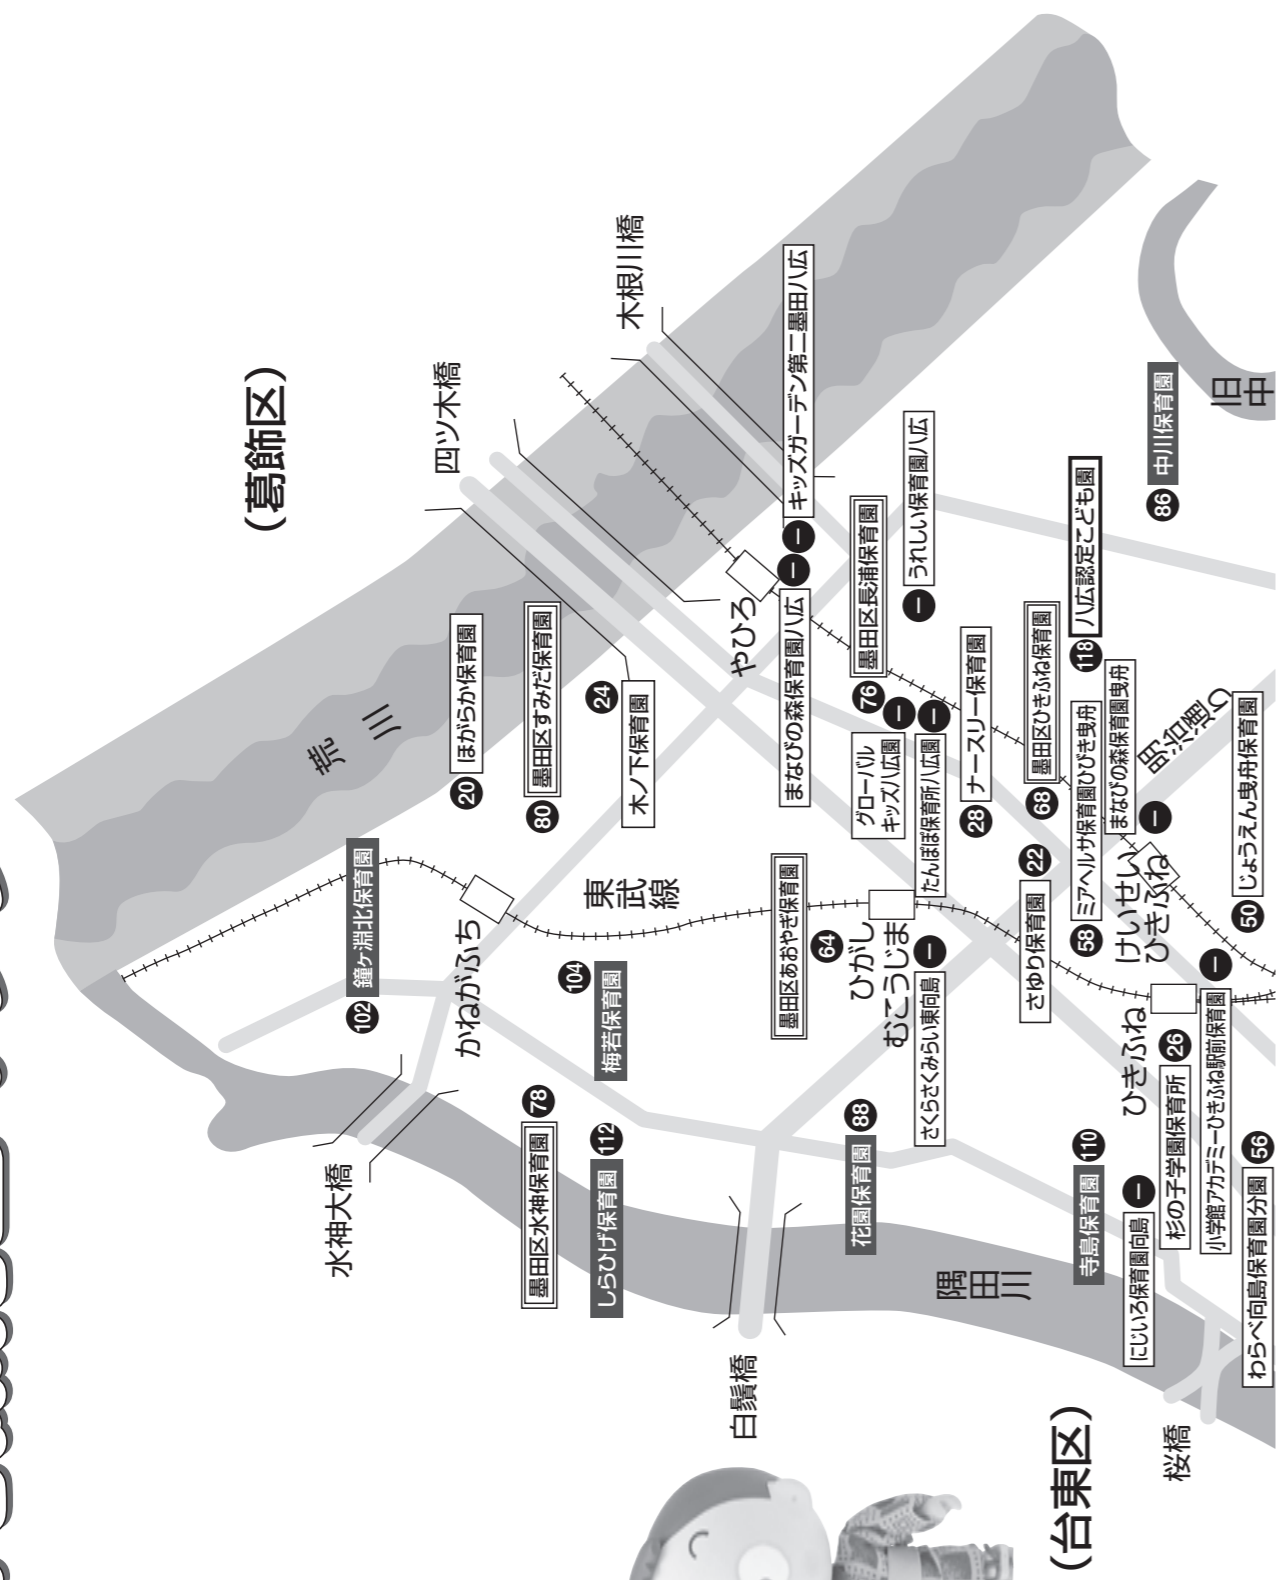 (葛飾区)
荒川
四ツ木橋
木根川橋
水神大橋
白鬚橋
桜橋
隅田川
(台東区)
東武線
かねがふち
やひろ
ひがし
むこうじま
ひきふね
けいせい
ひきふね
明治通り
旧中
102 鐘ヶ淵北保育園
20 ほがらか保育園
80 墨田区すみだ保育園
24 木ノ下保育園
104 梅若保育園
78 墨田区水神保育園
112 しらひげ保育園
ー キッズガーデン第二墨田八広
ー まなびの森保育園八広
76 墨田区長浦保育園
ー うれしい保育園八広
ー グローバル
キッズ八広園
ー たんぽぽ保育所八広園
28 ナースリー保育園
64 墨田区あおやぎ保育園
88 花園保育園
ー さくらさくみらい東向島
22 さゆり保育園
68 墨田区ひきふね保育園
118 八広認定こども園
86 中川保育園
58 ミアヘルサ保育園ひびき曳舟
ー まなびの森保育園曳舟
110 寺島保育園
ー にじいろ保育園向島
26 杉の子学園保育所
ー 小学館アカデミーひきふね駅前保育園
50 じょうえん曳舟保育園
56 わらべ向島保育園分園